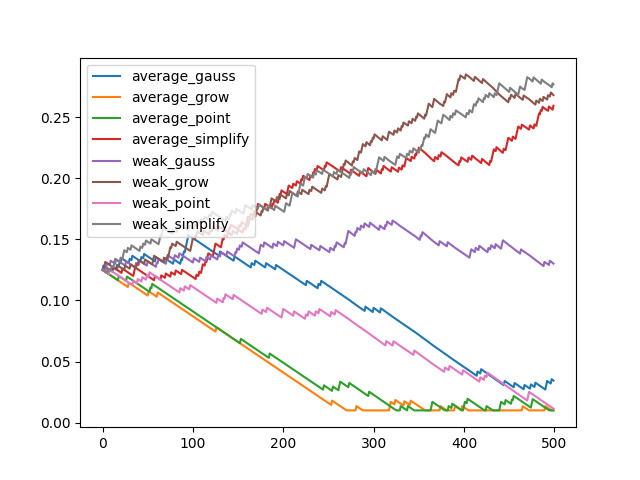 average_gauss
average_grow
average_point
average_simplify
weak_gauss
weak_grow
weak_point
weak_simplify
0.25
0.20
0.15
0.10
0.05
0.00
0 100 200 300 400 500